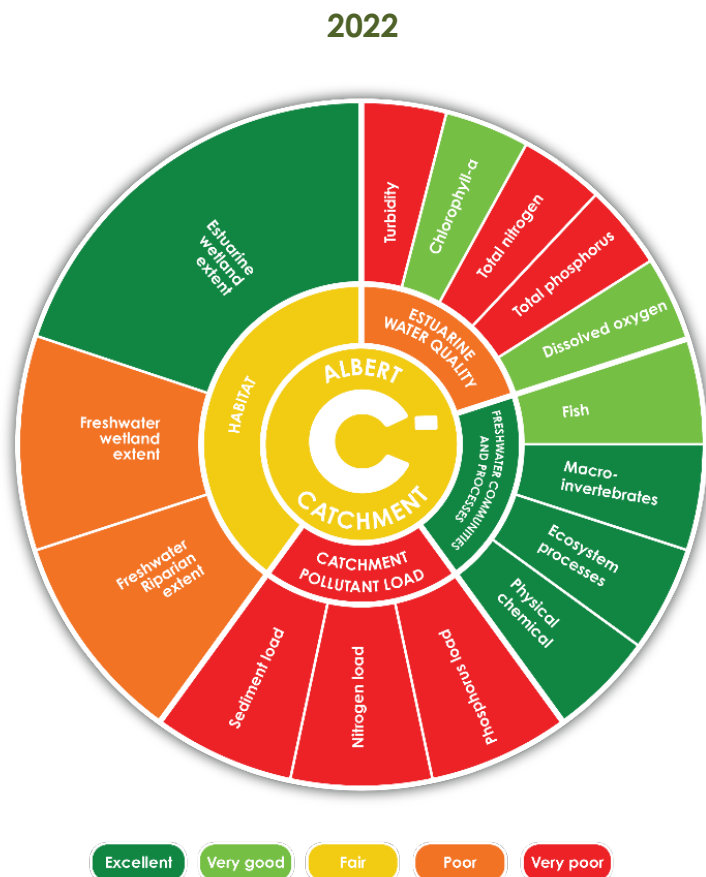 2022
Turbidity
Chlorophyll-a
Total nitrogen
Total phosphorus
Dissolved oxygen
Fish
Macro-
invertebrates
Ecosystem
processes
Physical
chemical
Phosphorus load
Nitrogen load
Sediment load
Freshwater
Riparian
extent
Freshwater
wetland
extent
Estuarine
wetland
extent
HABITAT
ESTUARINE
WATER QUALITY
FRESHWATER COMMUNITIES
AND PROCESSES
CATCHMENT
POLLUTANT LOAD
ALBERT
C-
CATCHMENT
Excellent
Very good
Fair
Poor
Very poor